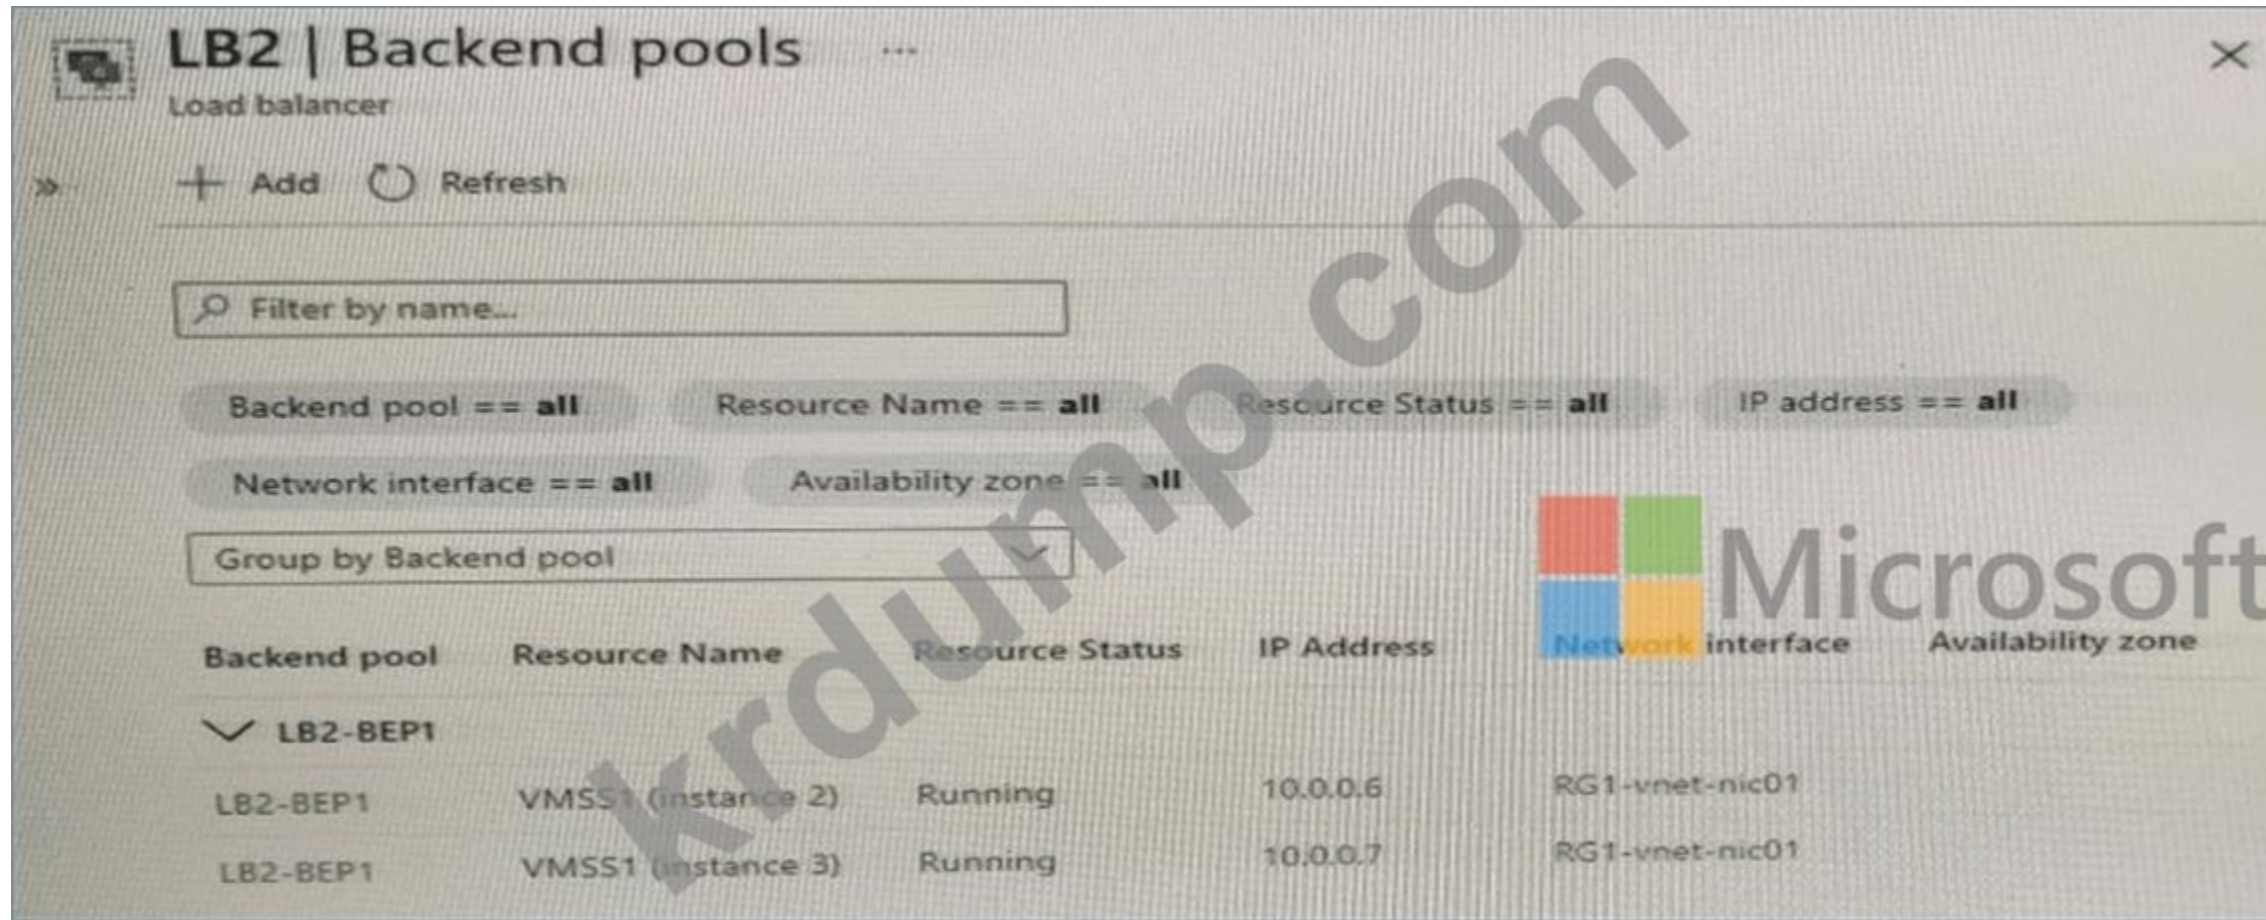 LB2 | Backend pools ...
Load balancer
» + Add Refresh
Filter by name...
Backend pool == all Resource Name == all Resource Status == all IP address == all
Network interface == all Availability zone == all
Group by Backend pool
Microsoft
Backend pool Resource Name Resource Status IP Address Network interface Availability zone
LB2-BEP1
LB2-BEP1 VMSS1 (instance 2) Running 10.0.0.6 RG1-vnet-nic01
LB2-BEP1 VMSS1 (instance 3) Running 10.0.0.7 RG1-vnet-nic01
krdump.com